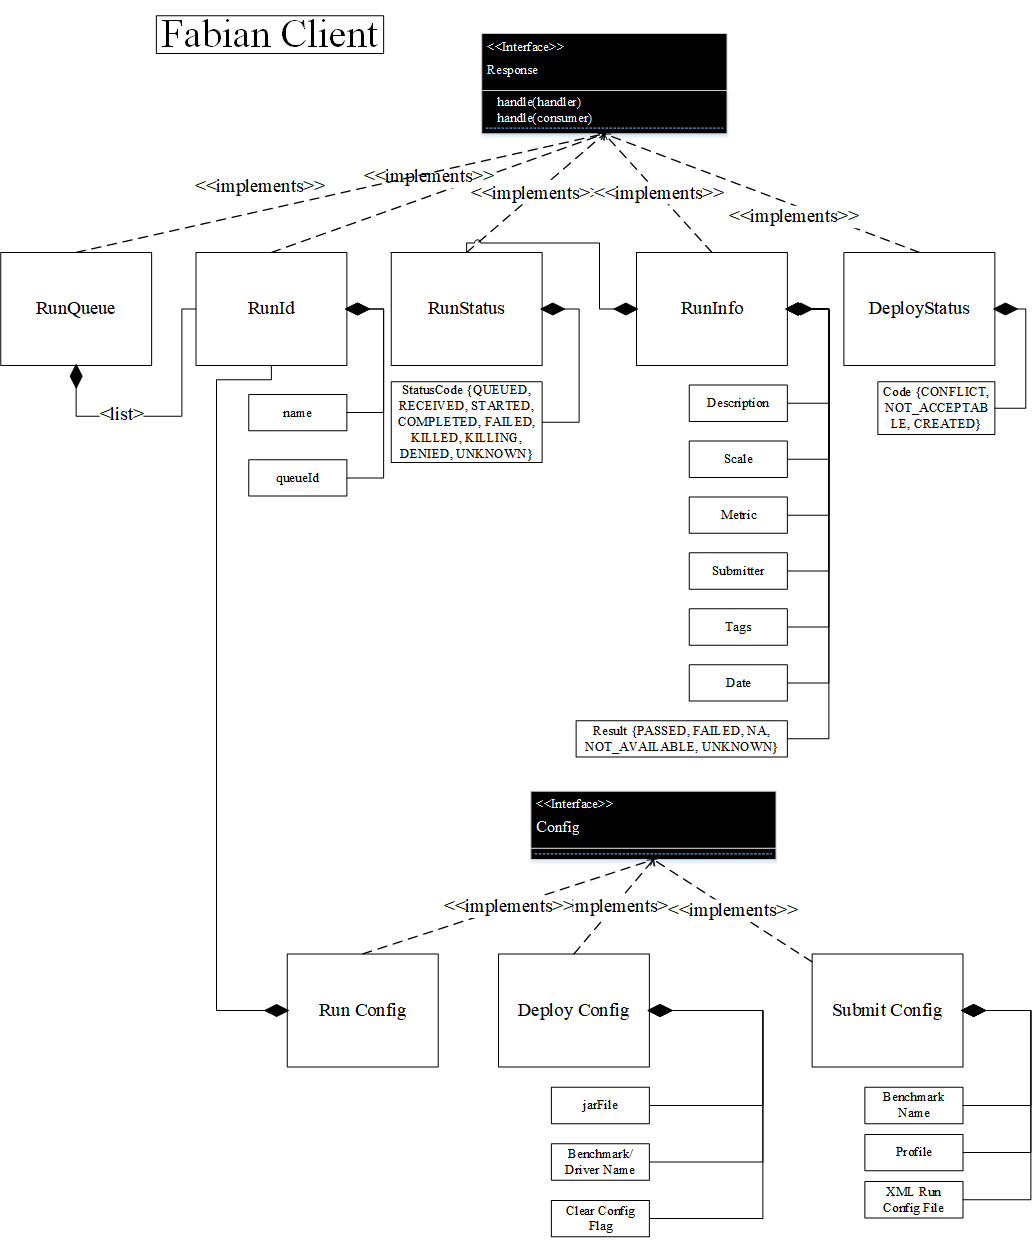 Fabian Client
<<Interface>>
Response
handle(handler)
handle(consumer)
<<implements>>
<<implements>>
<<implements>>
<<implements>>
<<implements>>
RunQueue
RunId
RunStatus
RunInfo
DeployStatus
<list>
name
queueId
StatusCode {QUEUED,
RECEIVED, STARTED,
COMPLETED, FAILED,
KILLED, KILLING,
DENIED, UNKNOWN}
Description
Scale
Metric
Submitter
Tags
Date
Result {PASSED, FAILED, NA,
NOT_AVAILABLE, UNKNOWN}
Code {CONFLICT,
NOT_ACCEPTAB
LE, CREATED}
<<Interface>>
Config
<<implements>>
implements>
<<implements>>
Run Config
Deploy Config
Submit Config
jarFile
Benchmark/
Driver Name
Clear Config
Flag
Benchmark
Name
Profile
XML Run
Config File